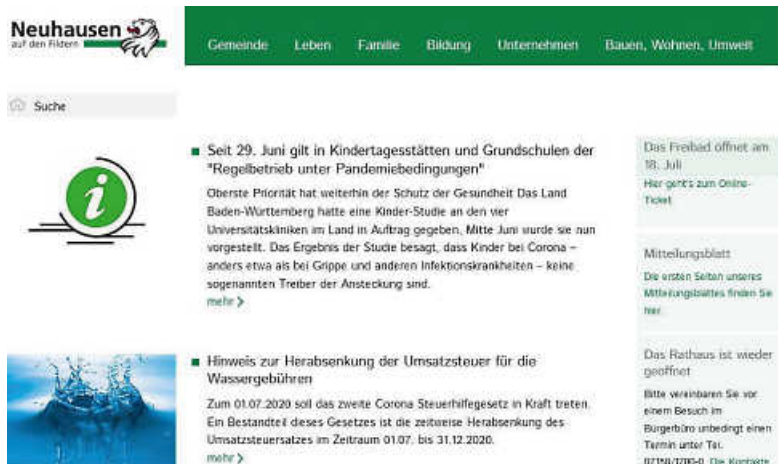 Neuhausen
auf den Fildern
Gemeinde Leben Familie Bildung Unternehmen Bauen, Wohnen, Umwelt
Suche
Seit 29. Juni gilt in Kindertagesstätten und Grundschulen der
"Regelbetrieb unter Pandemiebedingungen"
Oberste Priorität hat weiterhin der Schutz der Gesundheit Das Land
Baden-Württemberg hatte eine Kinder-Studie an den vier
Universitätskliniken im Land in Auftrag gegeben. Mitte Juni wurde sie nun
vorgestellt. Das Ergebnis der Studie besagt, dass Kinder bei Corona –
anders etwa als bei Grippe und anderen Infektionskrankheiten – keine
sogenannten Treiber der Ansteckung sind.
mehr
Hinweis zur Herabsenkung der Umsatzsteuer für die
Wassergebühren
Zum 01.07.2020 soll das zweite Corona Steuerhilfegesetz in Kraft treten.
Ein Bestandteil dieses Gesetzes ist die zeitweise Herabsenkung des
Umsatzsteuersatzes im Zeitraum 01.07. bis 31.12.2020.
mehr
Das Freibad öffnet am
18. Juli
Hier geht's zum Online-
Ticket
Mitteilungsblatt
Die ersten Seiten unseres
Mitteilungsblattes finden Sie
hier.
Das Rathaus ist wieder
geöffnet
Bitte vereinbaren Sie vor
einem Besuch im
Bürgerbüro unbedingt einen
Termin unter Tel.
07158/1700-0. Die Kontakte